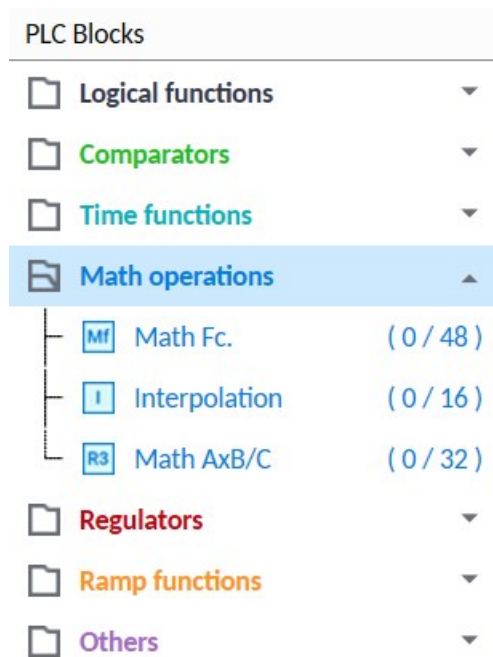 PLC Blocks
Logical functions
Comparators
Time functions
Math operations
Mf Math Fc. ( 0 / 48 )
I Interpolation ( 0 / 16 )
R3 Math AxB/C ( 0 / 32 )
Regulators
Ramp functions
Others